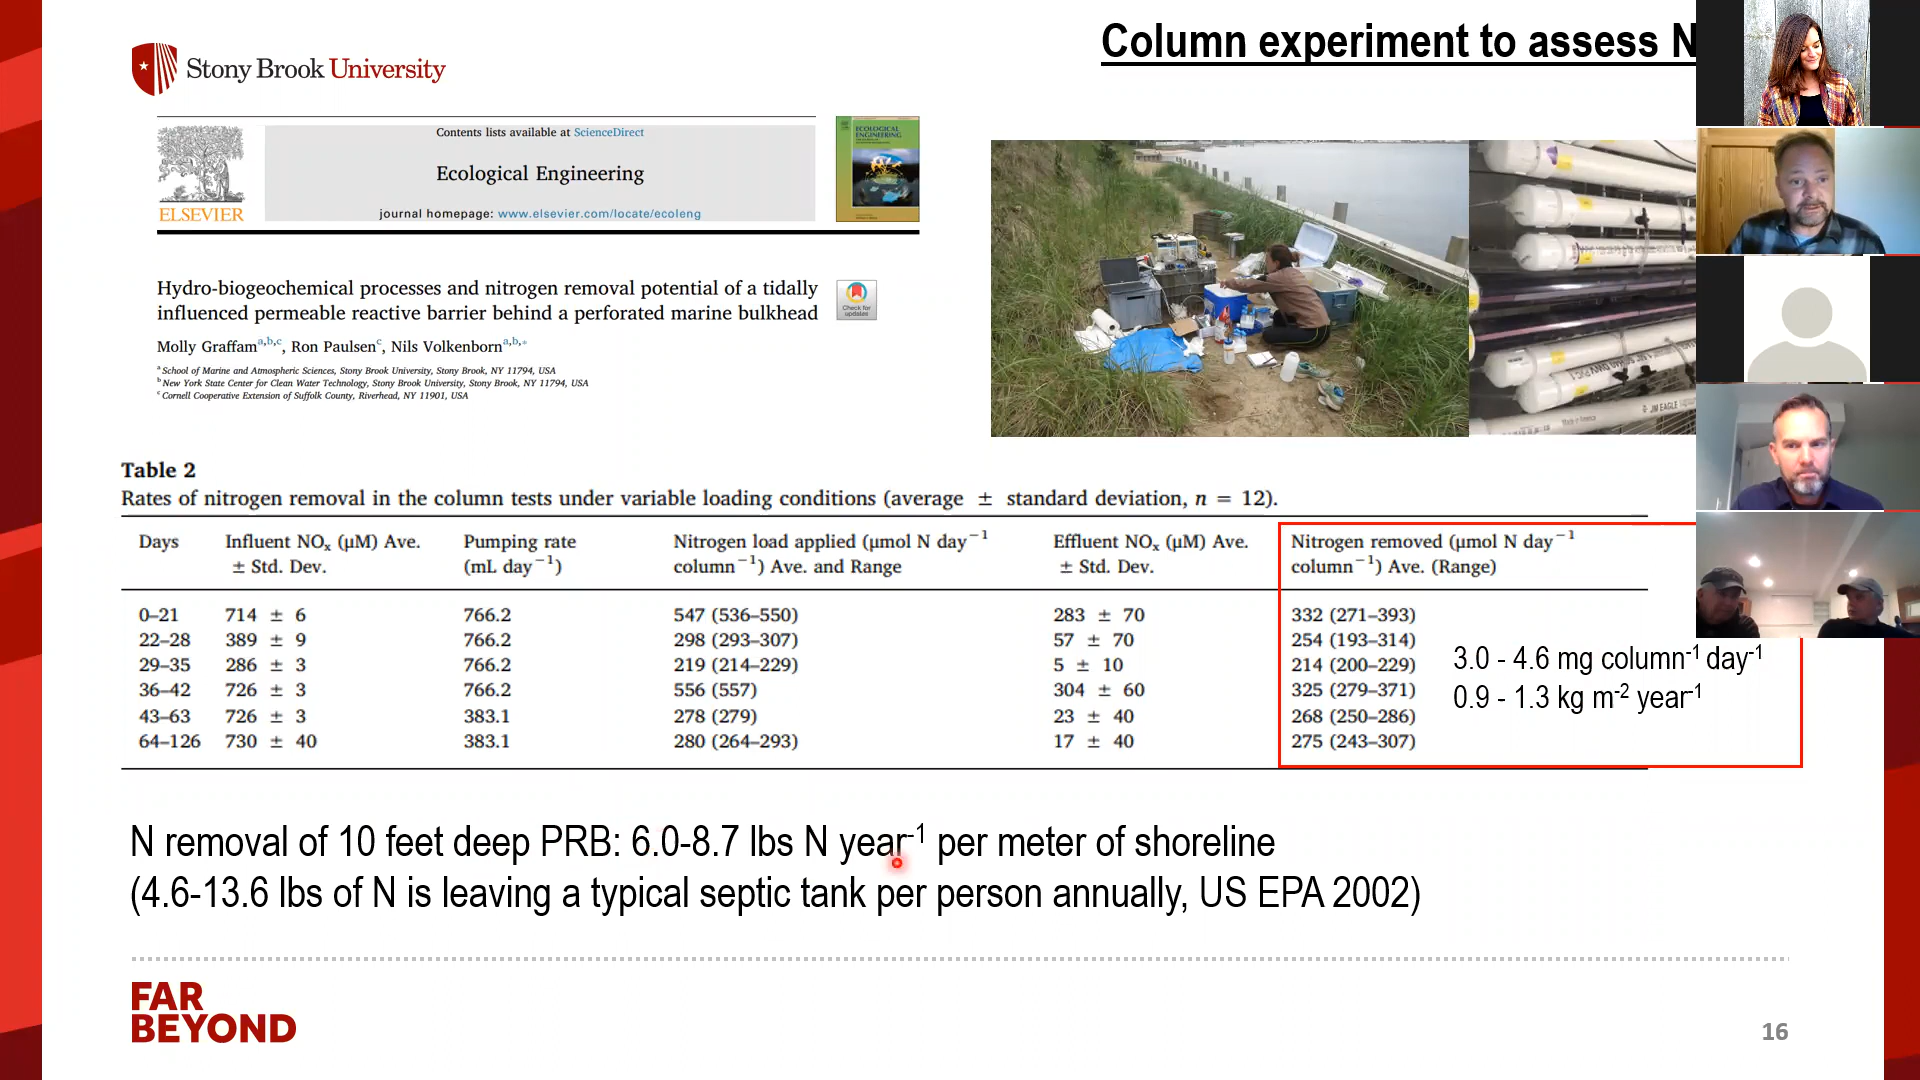 Column experiment to assess N
Stony Brook University
Contents lists available at ScienceDirect
Ecological Engineering
journal homepage: www.elsevier.com/locate/ecoleng
ELSEVIER
ECOLOGICAL
ENGINEERING
Hydro-biogeochemical processes and nitrogen removal potential of a tidally
influenced permeable reactive barrier behind a perforated marine bulkhead
Check for
updates
Molly Graffam a,b,c, Ron Paulsen c, Nils Volkenborn a,b,*
a School of Marine and Atmospheric Sciences, Stony Brook University, Stony Brook, NY 11794, USA
b New York State Center for Clean Water Technology, Stony Brook University, Stony Brook, NY 11794, USA
c Cornell Cooperative Extension of Suffolk County, Riverhead, NY 11901, USA
JM EAGLE
Made in America
Table 2
Rates of nitrogen removal in the column tests under variable loading conditions (average ± standard deviation, n = 12).
Days Influent NOx (μM) Ave. ± Std. Dev. Pumping rate (mL day−1) Nitrogen load applied (μmol N day−1 column−1) Ave. and Range Effluent NOx (μM) Ave. ± Std. Dev. Nitrogen removed (μmol N day−1 column−1) Ave. (Range)
0–21 714 ± 6 766.2 547 (536–550) 283 ± 70 332 (271–393)
22–28 389 ± 9 766.2 298 (293–307) 57 ± 70 254 (193–314)
29–35 286 ± 3 766.2 219 (214–229) 5 ± 10 214 (200–229)
36–42 726 ± 3 766.2 556 (557) 304 ± 60 325 (279–371)
43–63 726 ± 3 383.1 278 (279) 23 ± 40 268 (250–286)
64–126 730 ± 40 383.1 280 (264–293) 17 ± 40 275 (243–307)
3.0 - 4.6 mg column-1 day-1
0.9 - 1.3 kg m-2 year-1
N removal of 10 feet deep PRB: 6.0-8.7 lbs N year-1 per meter of shoreline
(4.6-13.6 lbs of N is leaving a typical septic tank per person annually, US EPA 2002)
FAR
BEYOND
16